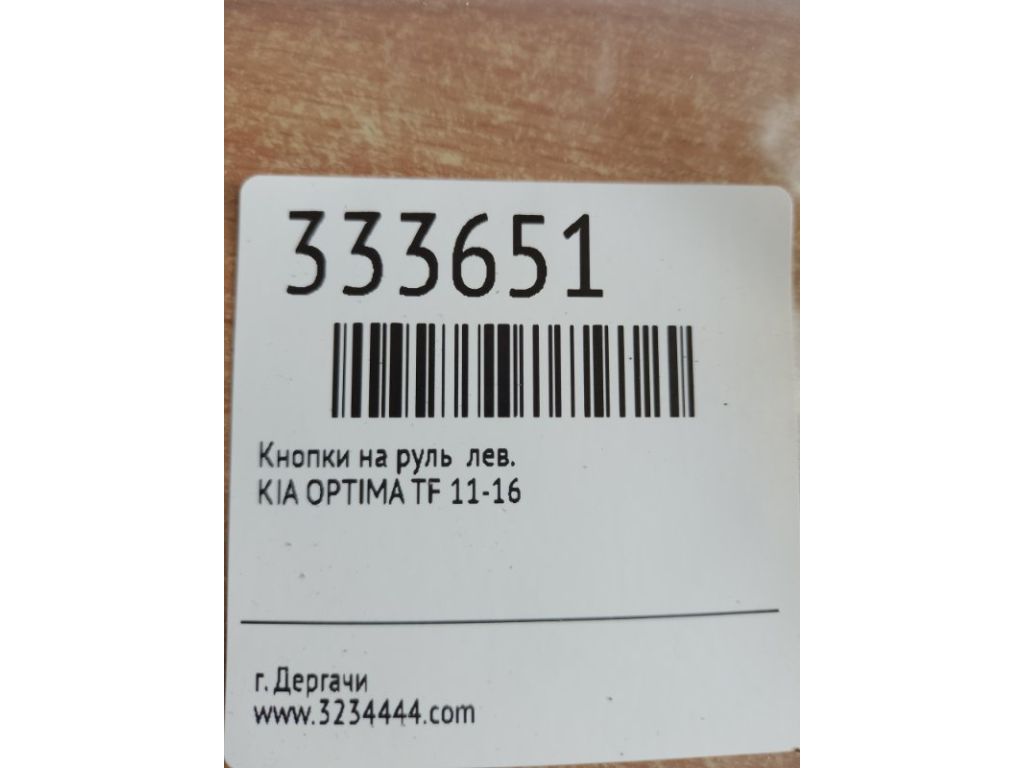 333651
Кнопки на руль лев.
KIA OPTIMA TF 11-16
г. Дергачи
www.3234444.com